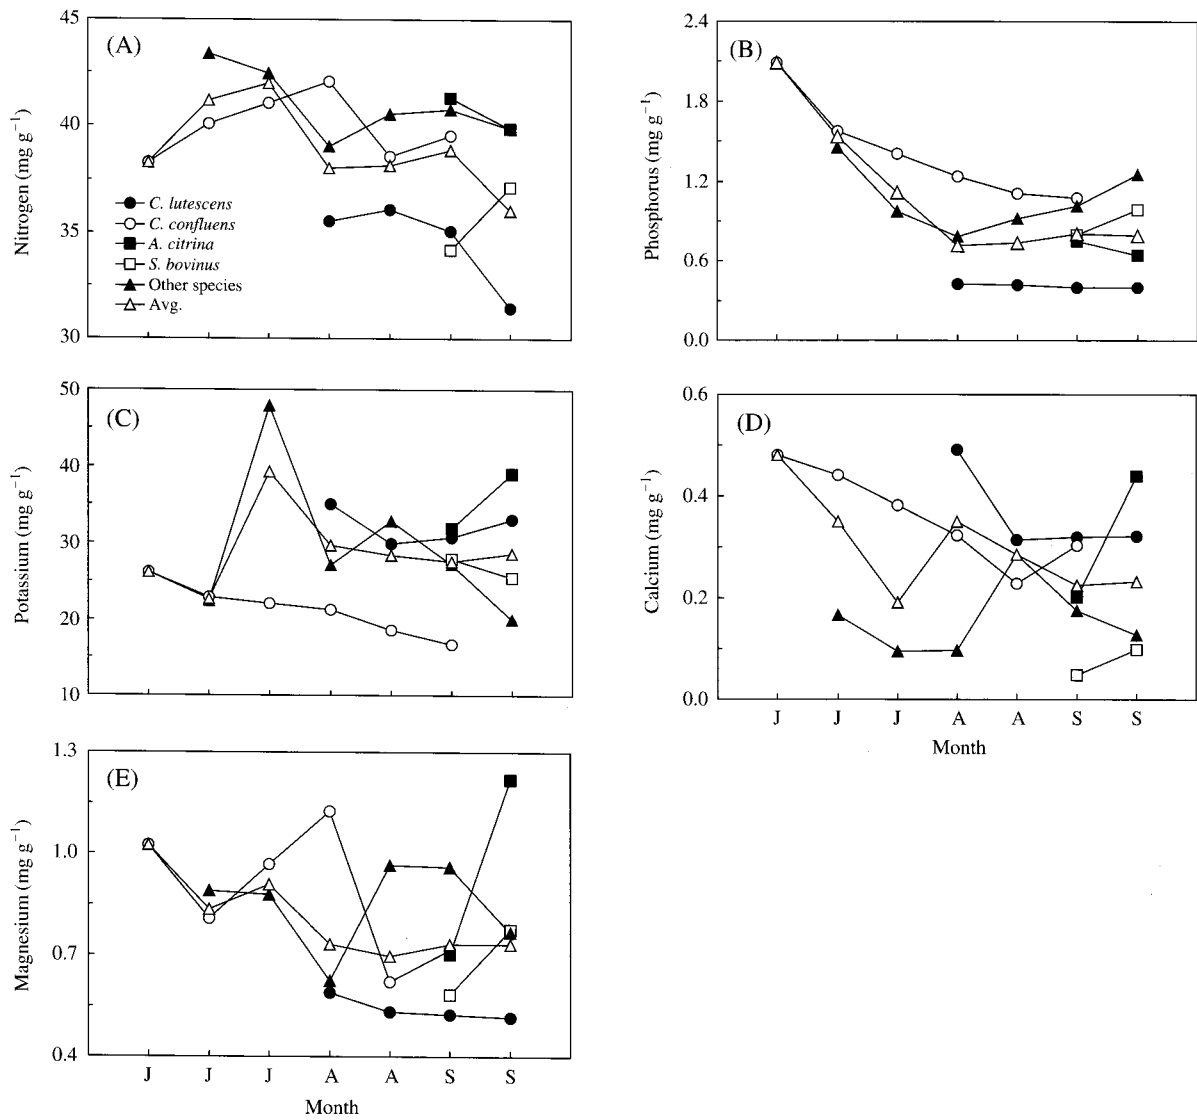 (A)
45
40
35
30
Nitrogen (mg g⁻¹)
C. lutescens
C. confluens
A. citrina
S. bovinus
Other species
Avg.
(B)
2.4
1.8
1.2
0.6
0.0
Phosphorus (mg g⁻¹)
(C)
50
40
30
20
10
Potassium (mg g⁻¹)
(D)
0.6
0.4
0.2
0.0
Calcium (mg g⁻¹)
J J J A A S S
Month
(E)
1.3
1.0
0.7
0.4
Magnesium (mg g⁻¹)
J J J A A S S
Month